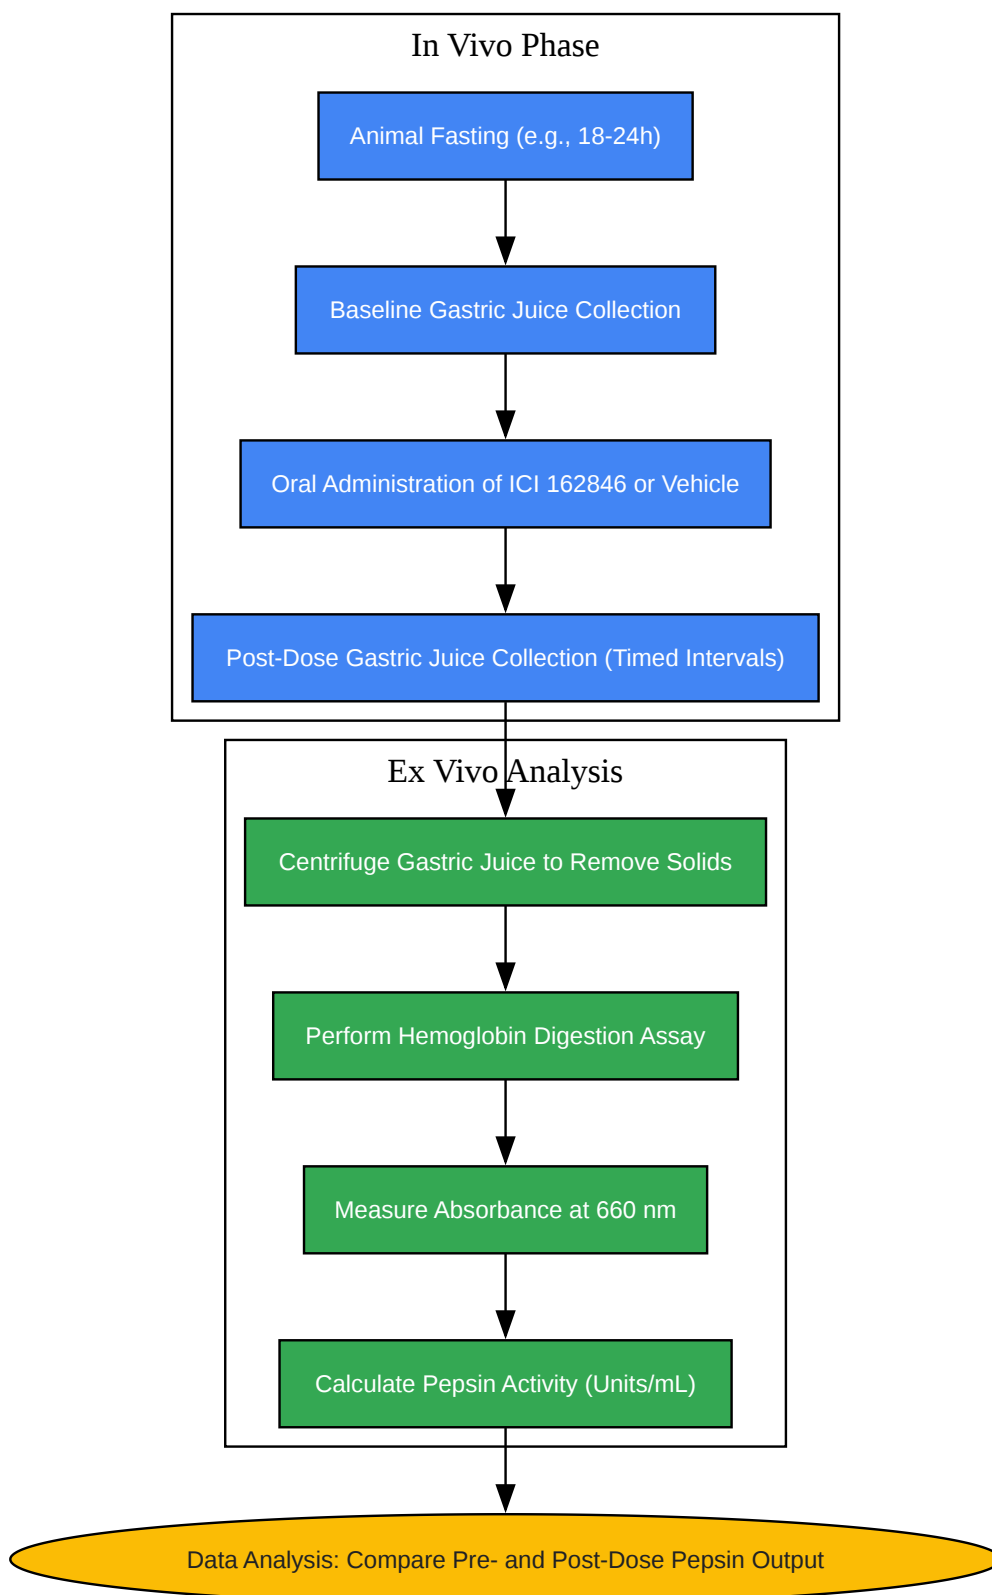 In Vivo Phase
Animal Fasting (e.g., 18-24h)
Baseline Gastric Juice Collection
Oral Administration of ICI 162846 or Vehicle
Post-Dose Gastric Juice Collection (Timed Intervals)
Ex Vivo Analysis
Centrifuge Gastric Juice to Remove Solids
Perform Hemoglobin Digestion Assay
Measure Absorbance at 660 nm
Calculate Pepsin Activity (Units/mL)
Data Analysis: Compare Pre- and Post-Dose Pepsin Output